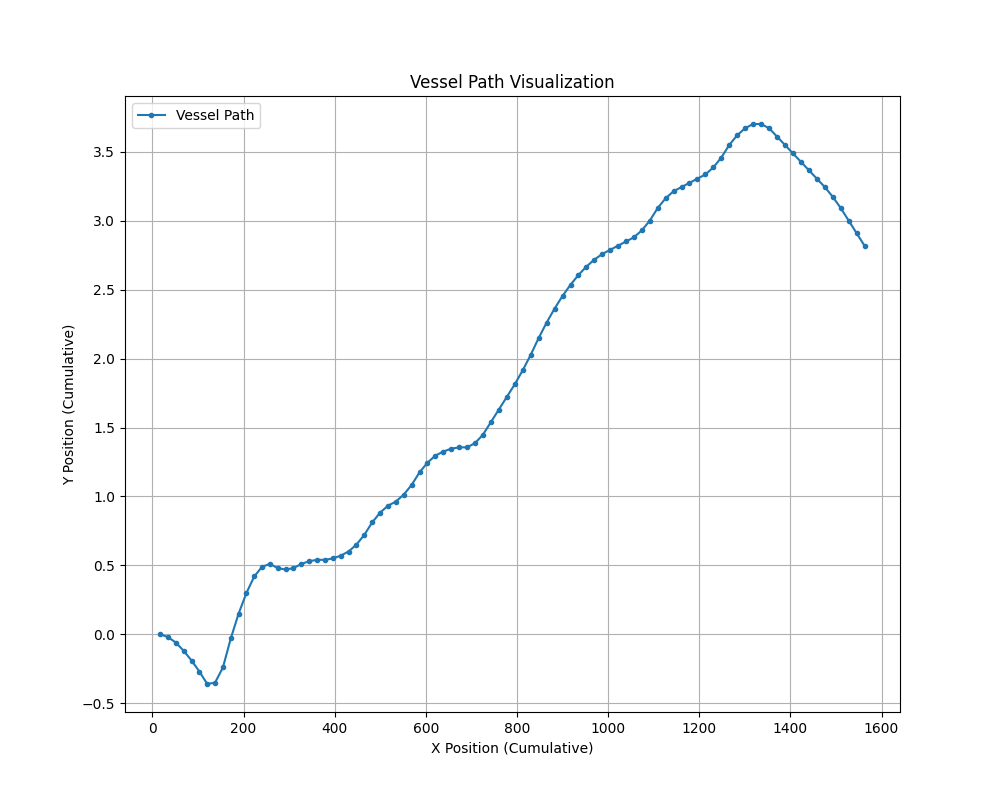 Vessel Path Visualization
Vessel Path
3.5
3.0
2.5
2.0
1.5
1.0
0.5
0.0
−0.5
Y Position (Cumulative)
0 200 400 600 800 1000 1200 1400 1600
X Position (Cumulative)